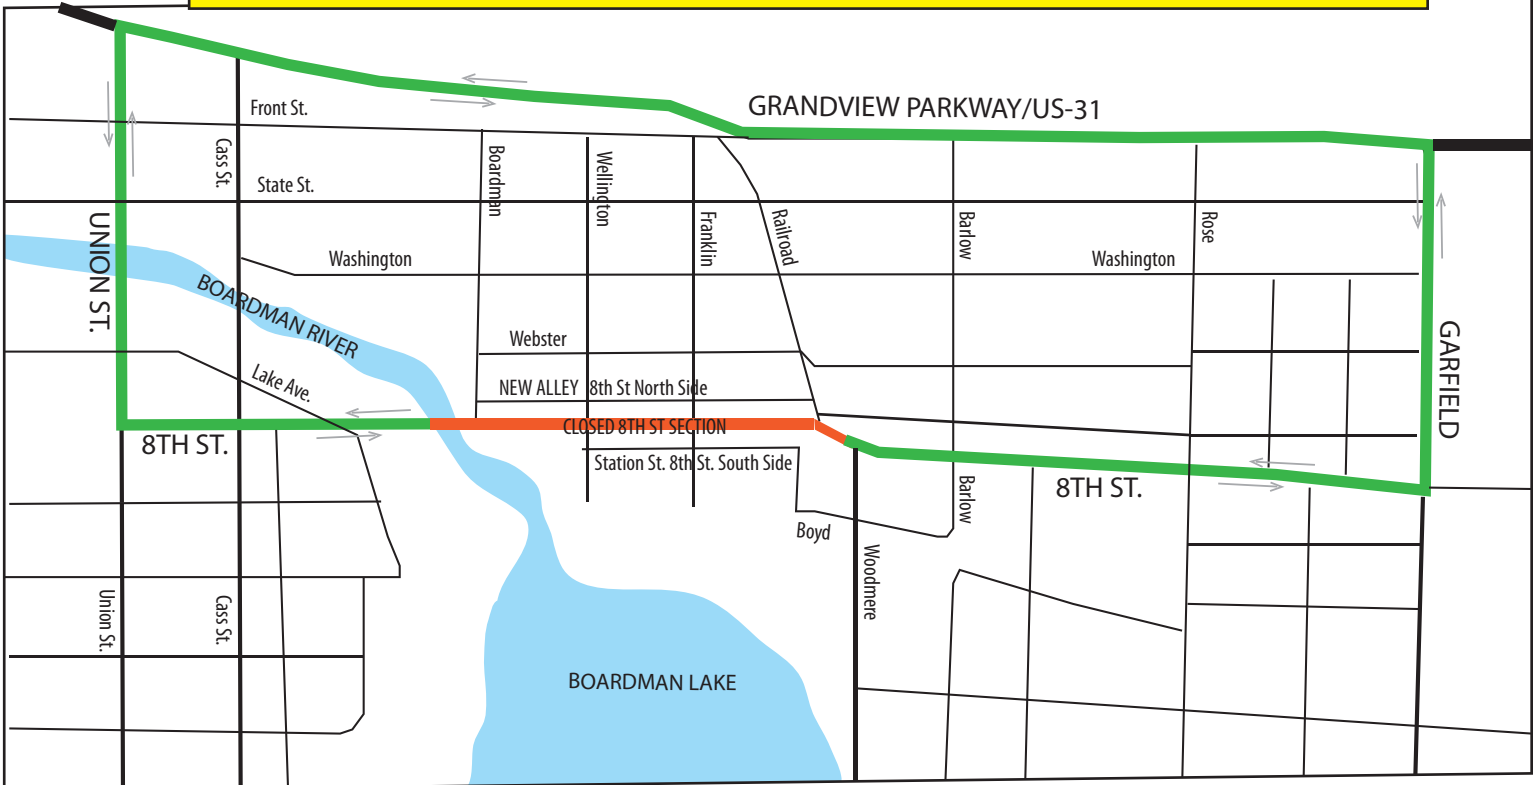 GRANDVIEW PARKWAY/US-31
Front St.
Cass St.
Boardman
Wellington
State St.
UNION ST.
Franklin
Railroad
Barlow
Rose
Washington
Washington
BOARDMAN RIVER
Webster
GARFIELD
Lake Ave.
NEW ALLEY 8th St North Side
CLOSED 8TH ST SECTION
8TH ST.
Station St. 8th St. South Side
8TH ST.
Barlow
Boyd
Woodmere
Union St.
Cass St.
BOARDMAN LAKE